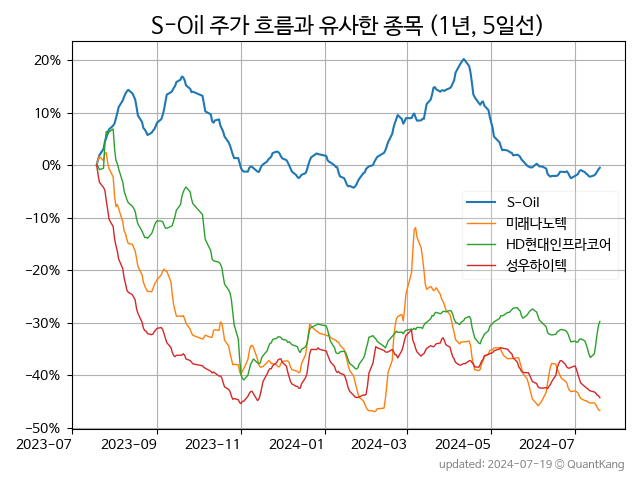 S-Oil 주가 흐름과 유사한 종목 (1년, 5일선)
20%
10%
0%
−10%
−20%
−30%
−40%
−50%
S-Oil
미래나노텍
HD현대인프라코어
성우하이텍
2023-07 2023-09 2023-11 2024-01 2024-03 2024-05 2024-07
updated: 2024-07-19 © QuantKang